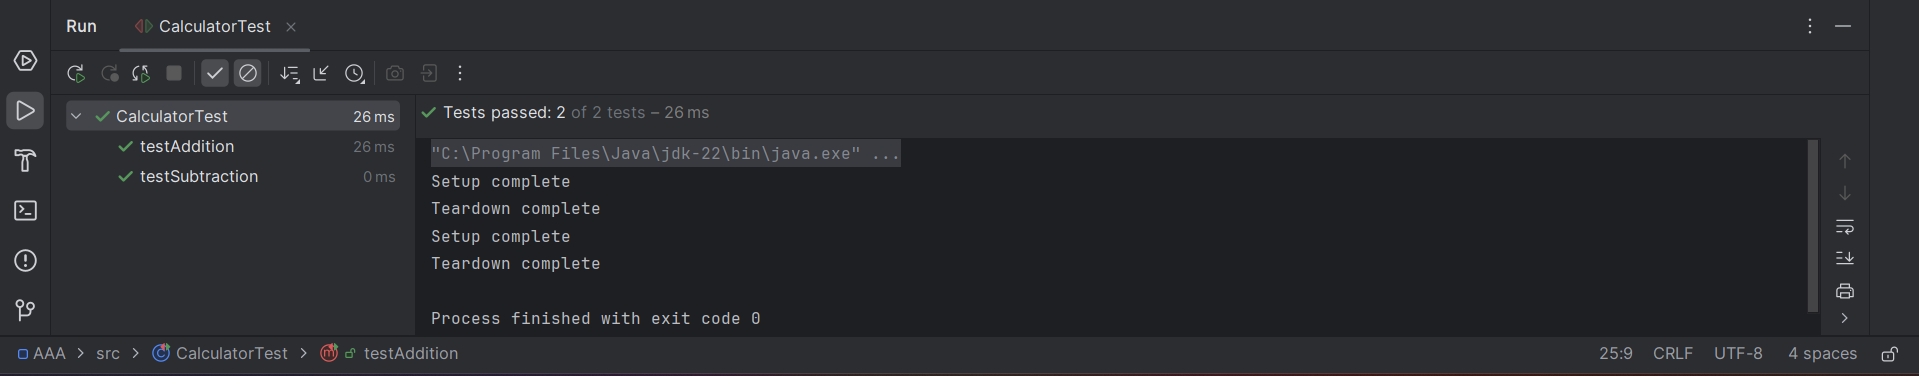 Run CalculatorTest
CalculatorTest 26 ms
testAddition 26 ms
testSubtraction 0 ms
Tests passed: 2 of 2 tests – 26 ms
"C:\Program Files\Java\jdk-22\bin\java.exe" ...
Setup complete
Teardown complete
Setup complete
Teardown complete
Process finished with exit code 0
AAA > src > CalculatorTest > testAddition 25:9 CRLF UTF-8 4 spaces